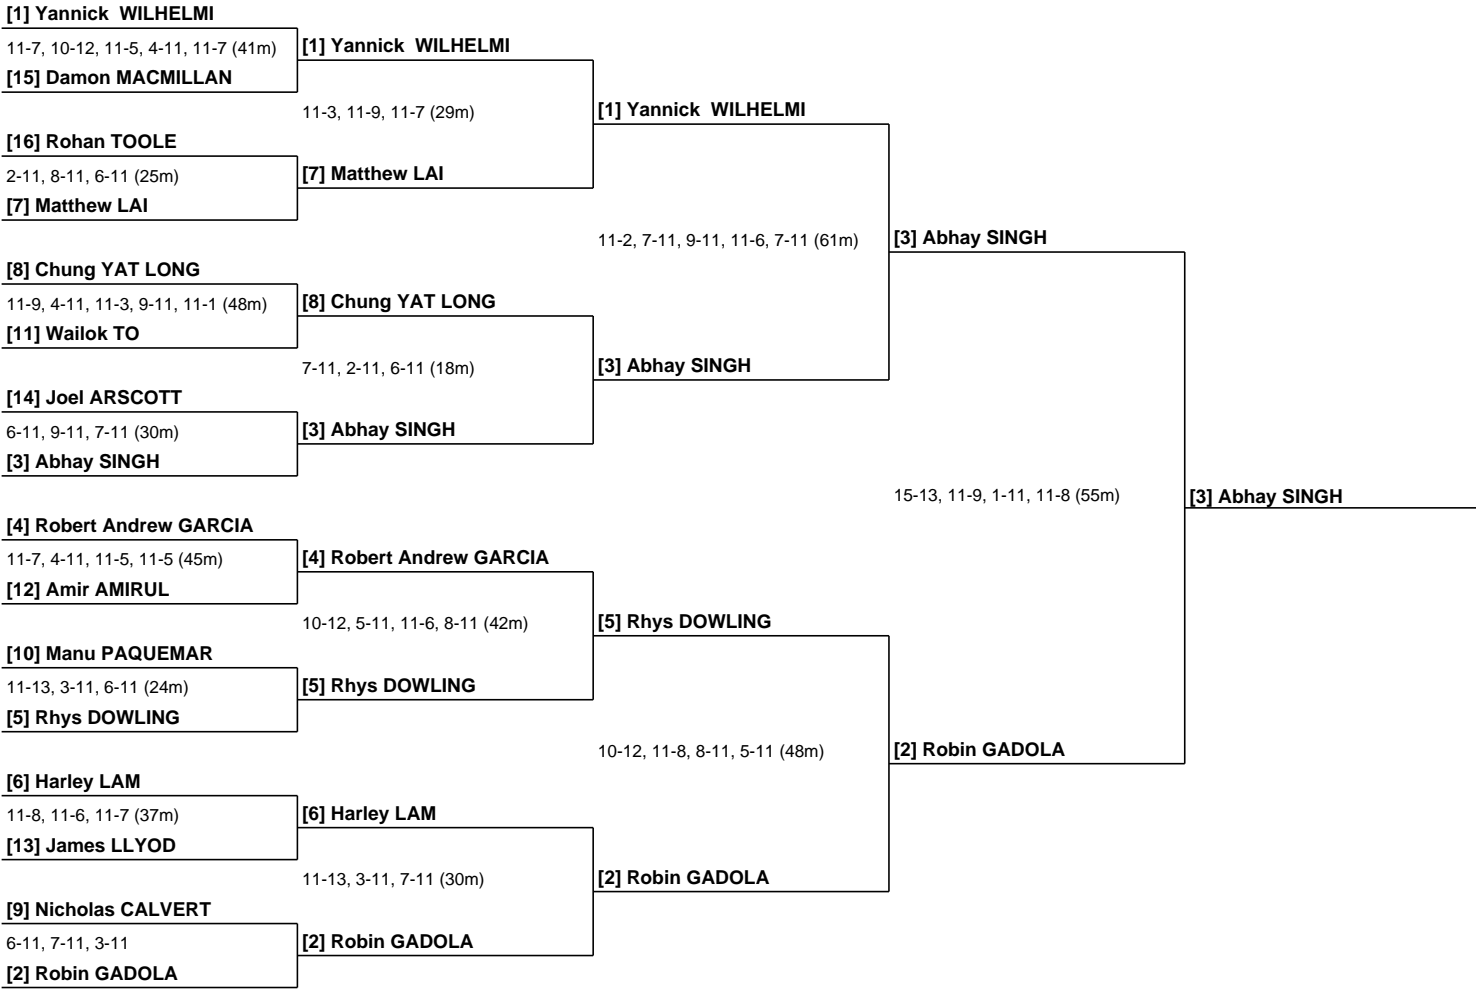 [1] Yannick  WILHELMI
11-7, 10-12, 11-5, 4-11, 11-7 (41m)
[15] Damon MACMILLAN
[16] Rohan TOOLE
2-11, 8-11, 6-11 (25m)
[7] Matthew LAI
[8] Chung YAT LONG
11-9, 4-11, 11-3, 9-11, 11-1 (48m)
[11] Wailok TO
[14] Joel ARSCOTT
6-11, 9-11, 7-11 (30m)
[3] Abhay SINGH
[4] Robert Andrew GARCIA
11-7, 4-11, 11-5, 11-5 (45m)
[12] Amir AMIRUL
[10] Manu PAQUEMAR
11-13, 3-11, 6-11 (24m)
[5] Rhys DOWLING
[6] Harley LAM
11-8, 11-6, 11-7 (37m)
[13] James LLYOD
[9] Nicholas CALVERT
6-11, 7-11, 3-11
[2] Robin GADOLA
[1] Yannick  WILHELMI
11-3, 11-9, 11-7 (29m)
[7] Matthew LAI
[8] Chung YAT LONG
7-11, 2-11, 6-11 (18m)
[3] Abhay SINGH
[4] Robert Andrew GARCIA
10-12, 5-11, 11-6, 8-11 (42m)
[5] Rhys DOWLING
[6] Harley LAM
11-13, 3-11, 7-11 (30m)
[2] Robin GADOLA
[1] Yannick  WILHELMI
11-2, 7-11, 9-11, 11-6, 7-11 (61m)
[3] Abhay SINGH
[5] Rhys DOWLING
10-12, 11-8, 8-11, 5-11 (48m)
[2] Robin GADOLA
[3] Abhay SINGH
15-13, 11-9, 1-11, 11-8 (55m)
[2] Robin GADOLA
[3] Abhay SINGH